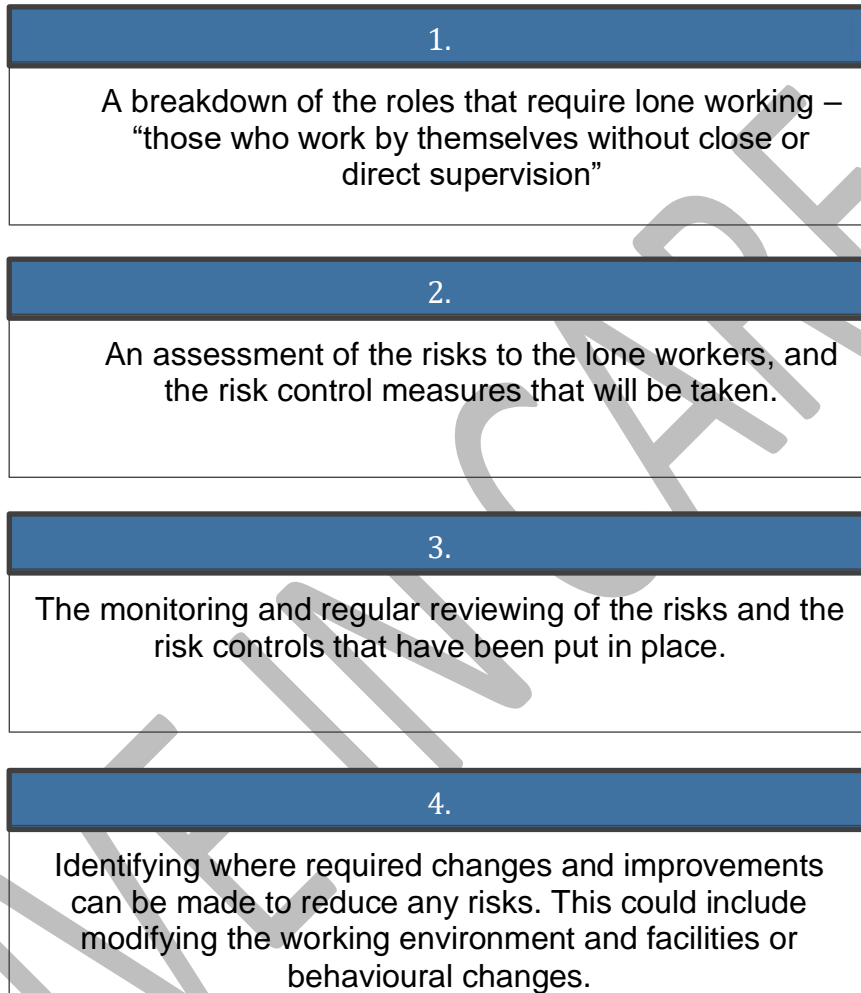 1.
A breakdown of the roles that require lone working –
“those who work by themselves without close or
direct supervision”
2.
An assessment of the risks to the lone workers, and
the risk control measures that will be taken.
3.
The monitoring and regular reviewing of the risks and the
risk controls that have been put in place.
4.
Identifying where required changes and improvements
can be made to reduce any risks. This could include
modifying the working environment and facilities or
behavioural changes.
VE IN CARE